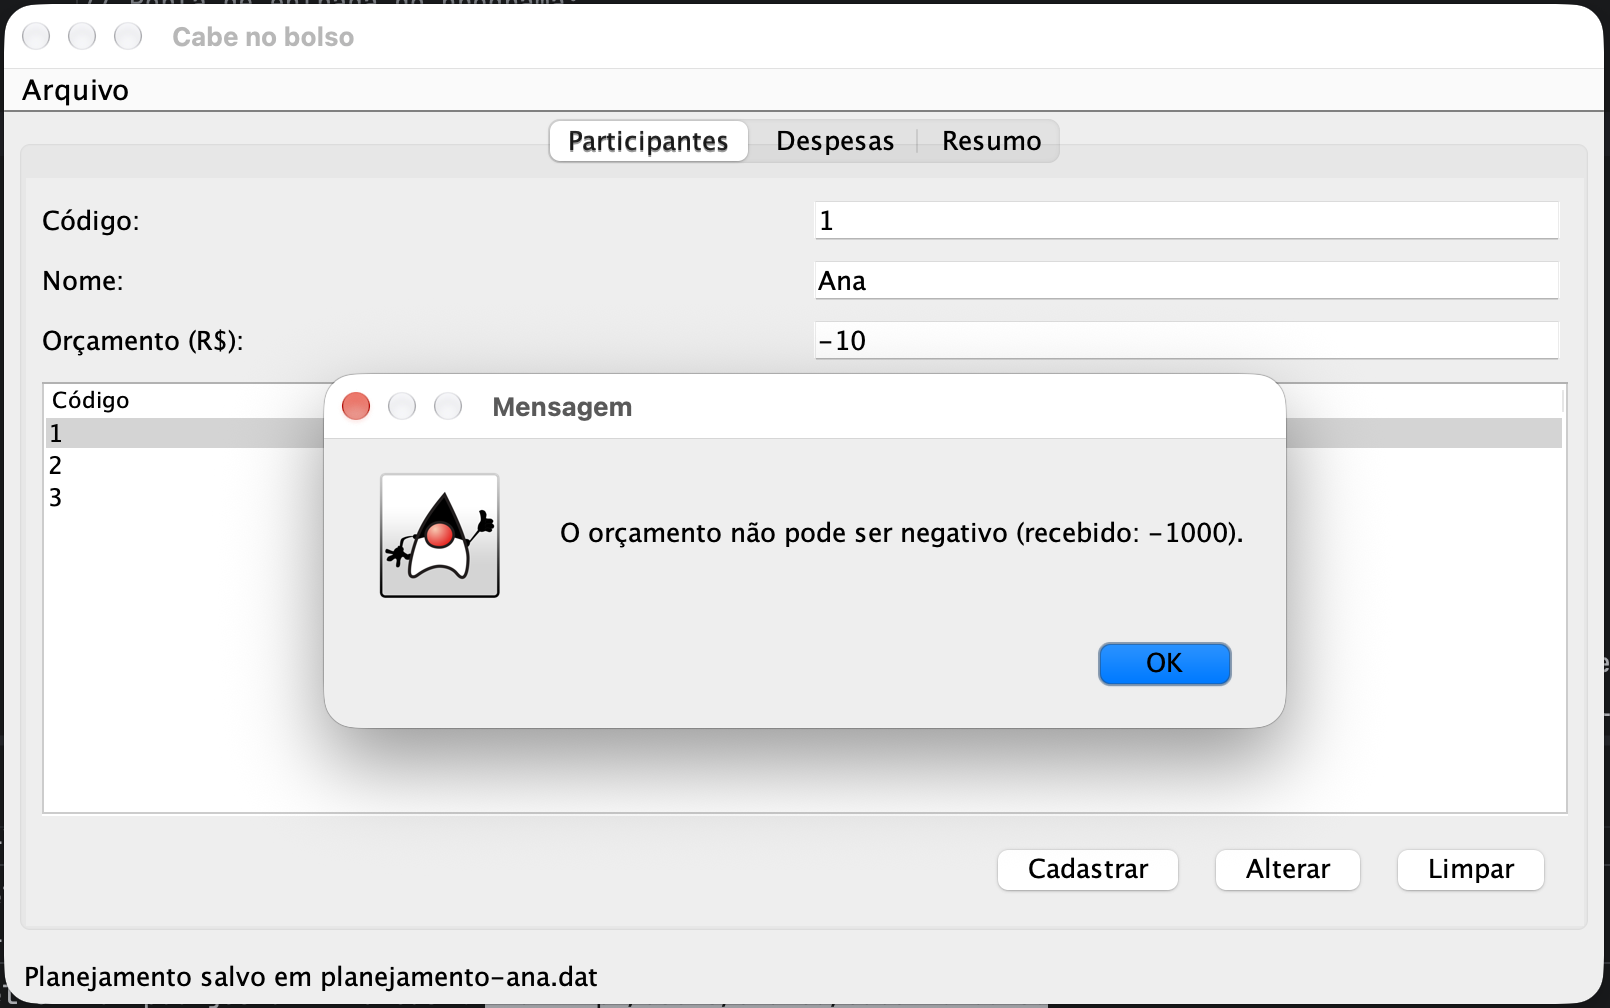 Cabe no bolso
Arquivo
Participantes Despesas Resumo
Código: 1
Nome: Ana
Orçamento (R$): -10
Código
1
2
3
Mensagem
O orçamento não pode ser negativo (recebido: -1000).
OK
Cadastrar Alterar Limpar
Planejamento salvo em planejamento-ana.dat